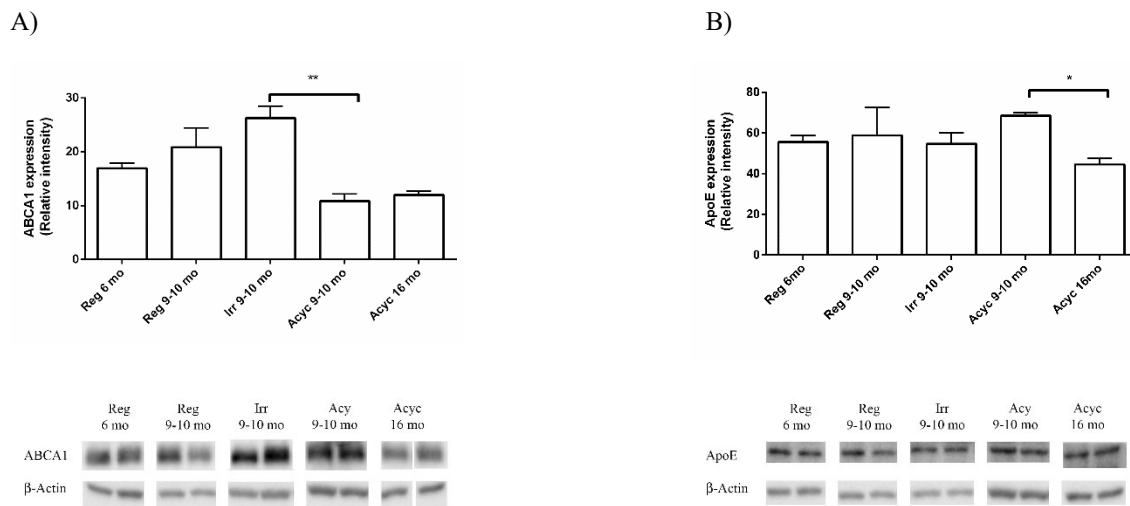 A)
ABCA1 expression
(Relative intensity)
30
20
10
0
**
Reg 6 mo
Reg 9-10 mo
Irr 9-10 mo
Acyc 9-10 mo
Acyc 16 mo
Reg
6 mo
Reg
9-10 mo
Irr
9-10 mo
Acy
9-10 mo
Acyc
16 mo
ABCA1
β-Actin
B)
ApoE expression
(Relative intensity)
80
60
40
20
0
*
Reg 6mo
Reg 9-10 mo
Irr 9-10 mo
Acyc 9-10 mo
Acyc 16mo
Reg
6 mo
Reg
9-10 mo
Irr
9-10 mo
Acy
9-10 mo
Acyc
16 mo
ApoE
β-Actin